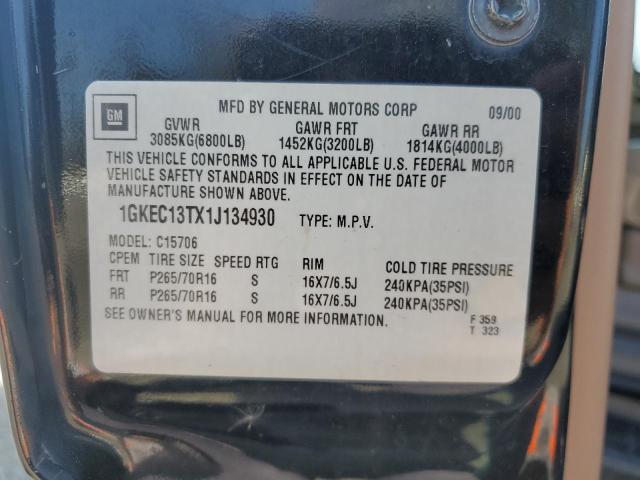 MFD BY GENERAL MOTORS CORP 09/00
GM
GVWR GAWR FRT GAWR RR
3085KG(6800LB) 1452KG(3200LB) 1814KG(4000LB)
THIS VEHICLE CONFORMS TO ALL APPLICABLE U.S. FEDERAL MOTOR
VEHICLE SAFETY STANDARDS IN EFFECT ON THE DATE OF
MANUFACTURE SHOWN ABOVE.
1GKEC13TX1J134930 TYPE: M.P.V.
MODEL: C15706
CPEM TIRE SIZE SPEED RTG RIM COLD TIRE PRESSURE
FRT P265/70R16 S 16X7/6.5J 240KPA(35PSI)
RR P265/70R16 S 16X7/6.5J 240KPA(35PSI)
SEE OWNER'S MANUAL FOR MORE INFORMATION. F 359
T 323